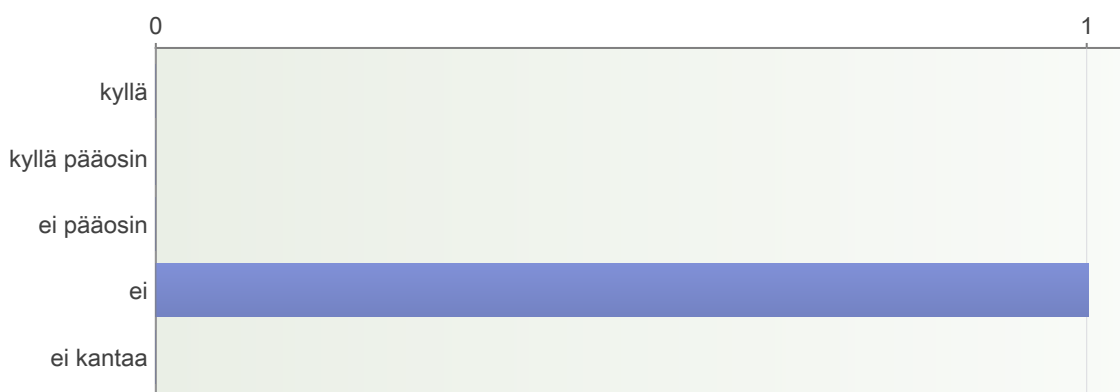 0 1
kyllä
kyllä pääosin
ei pääosin
ei
ei kantaa